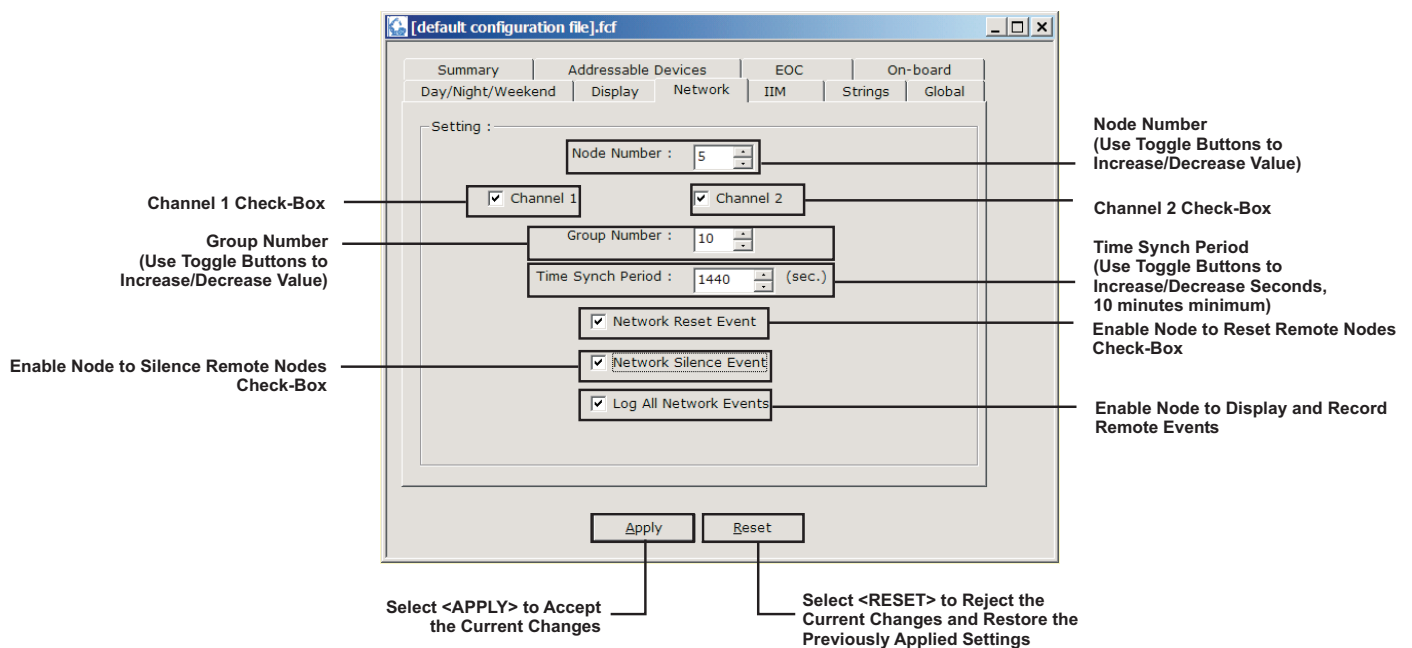 [default configuration file].fcf
Summary
Addressable Devices
EOC
On-board
Day/Night/Weekend
Display
Network
IIM
Strings
Global
Setting :
Node Number :
5
Channel 1
Channel 2
Group Number :
10
Time Synch Period :
1440
(sec.)
Network Reset Event
Network Silence Event
Log All Network Events
Apply
Reset
Channel 1 Check-Box
Group Number
(Use Toggle Buttons to
Increase/Decrease Value)
Enable Node to Silence Remote Nodes
Check-Box
Node Number
(Use Toggle Buttons to
Increase/Decrease Value)
Channel 2 Check-Box
Time Synch Period
(Use Toggle Buttons to
Increase/Decrease Seconds,
10 minutes minimum)
Enable Node to Reset Remote Nodes
Check-Box
Enable Node to Display and Record
Remote Events
Select <APPLY> to Accept
the Current Changes
Select <RESET> to Reject the
Current Changes and Restore the
Previously Applied Settings